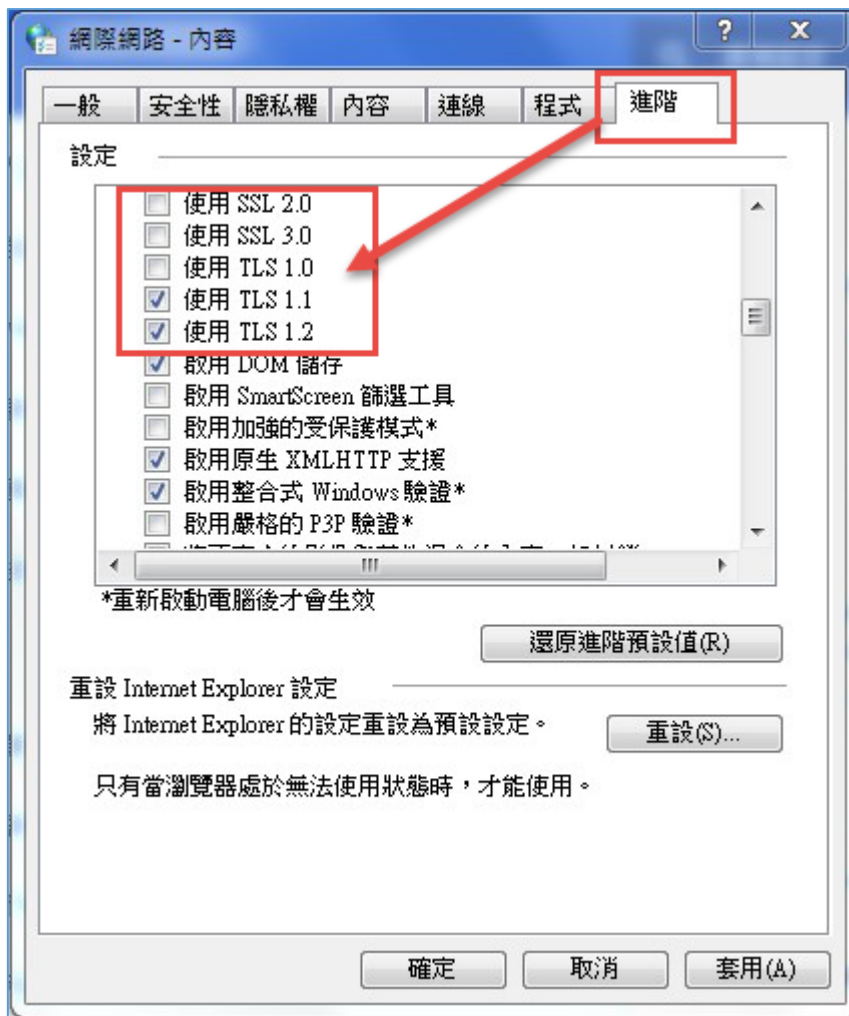 網際網路 - 內容
一般 安全性 隱私權 內容 連線 程式 進階
設定
使用 SSL 2.0
使用 SSL 3.0
使用 TLS 1.0
使用 TLS 1.1
使用 TLS 1.2
啟用 DOM 儲存
啟用 SmartScreen 篩選工具
啟用加強的受保護模式*
啟用原生 XMLHTTP 支援
啟用整合式 Windows 驗證*
啟用嚴格的 P3P 驗證*
*重新啟動電腦後才會生效
還原進階預設值(R)
重設 Internet Explorer 設定
將 Internet Explorer 的設定重設為預設設定。
重設(S)...
只有當瀏覽器處於無法使用狀態時，才能使用。
確定 取消 套用(A)